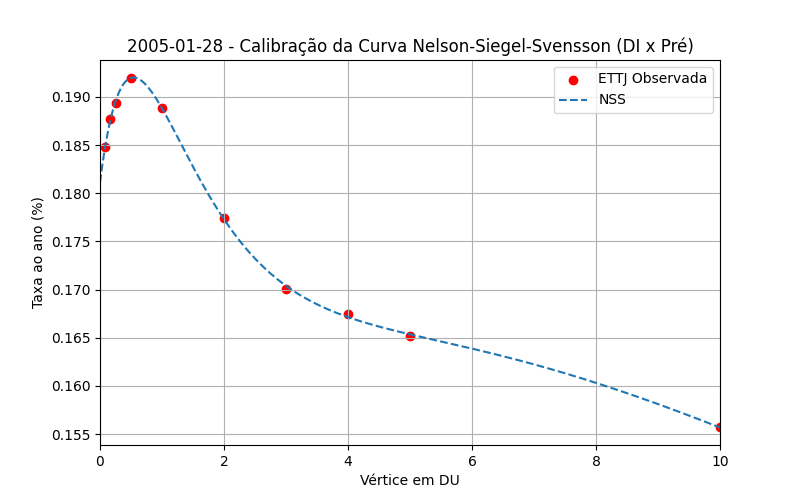 2005-01-28 - Calibração da Curva Nelson-Siegel-Svensson (DI x Pré)
ETTJ Observada
NSS
Taxa ao ano (%)
0.190
0.185
0.180
0.175
0.170
0.165
0.160
0.155
0 2 4 6 8 10
Vértice em DU